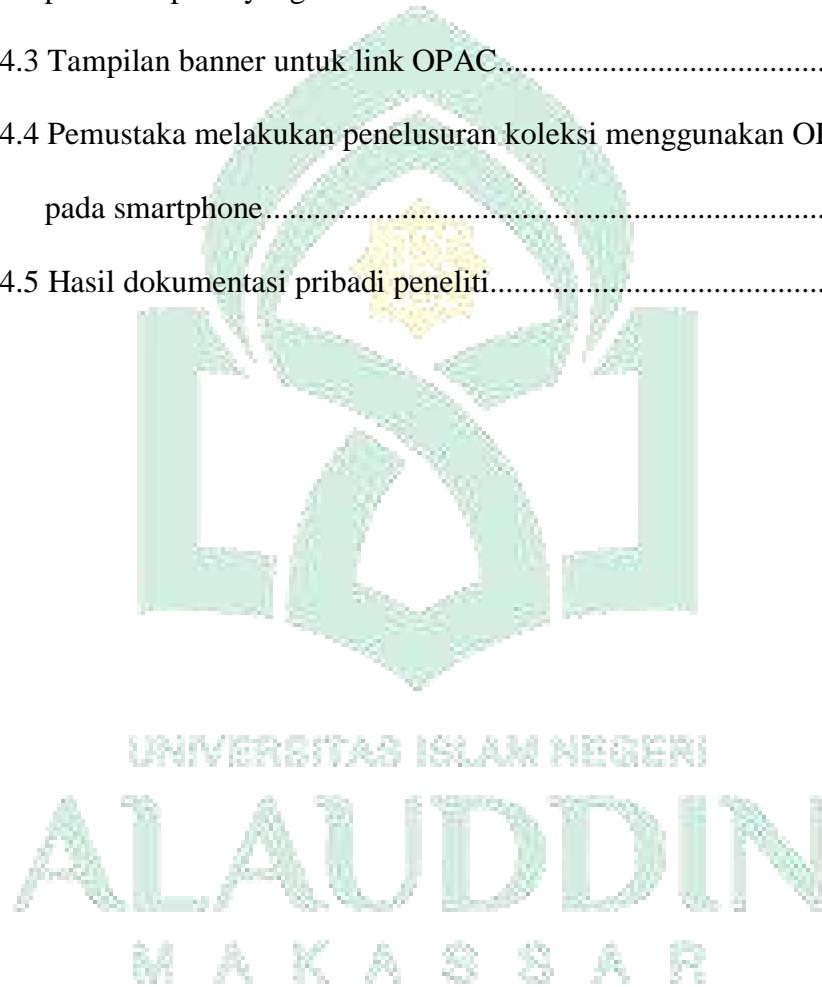 4.3 Tampilan banner untuk link OPAC....................................
4.4 Pemustaka melakukan penelusuran koleksi menggunakan
pada smartphone................................................................
4.5 Hasil dokumentasi pribadi peneliti.....................................
UNIVERSITAS ISLAM NEGERI
ALAUDDIN
MAKASSAR